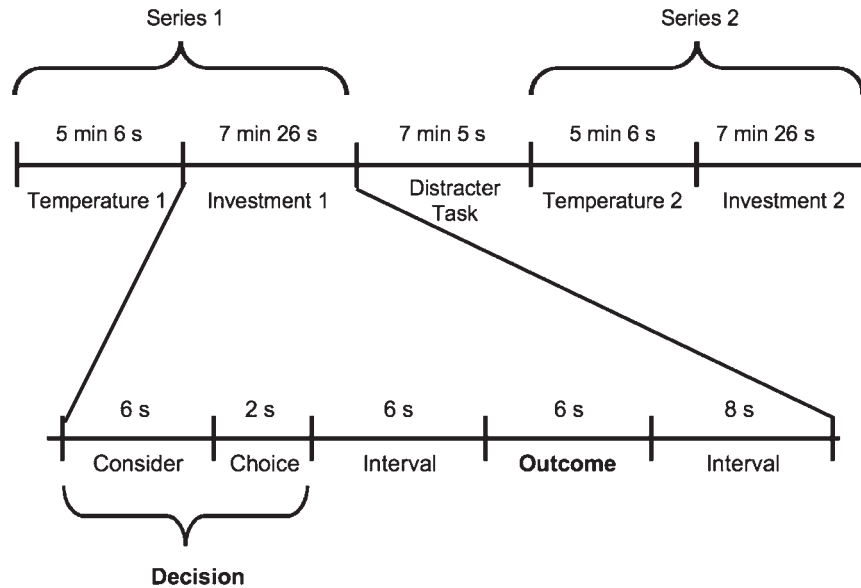 Series 1
Series 2
5 min 6 s
7 min 26 s
7 min 5 s
5 min 6 s
7 min 26 s
Temperature 1
Investment 1
Distracter
Task
Temperature 2
Investment 2
6 s
2 s
6 s
6 s
8 s
Consider
Choice
Interval
Outcome
Interval
Decision